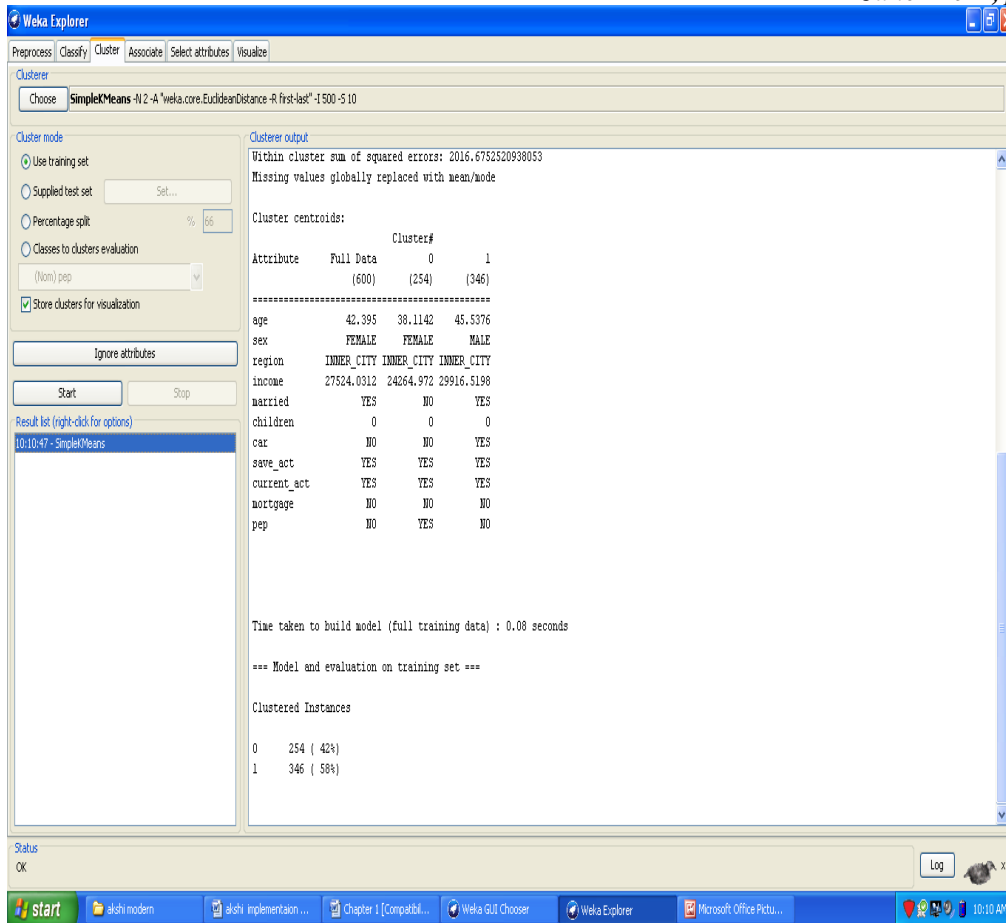 Weka Explorer
Preprocess Classify Cluster Associate Select attributes Visualize
Clusterer
Choose SimpleKMeans -N 2 -A "weka.core.EuclideanDistance -R first-last" -I 500 -S 10
Cluster mode
Use training set
Supplied test set Set...
Percentage split % 66
Classes to clusters evaluation
(Nom) pep
Store clusters for visualization
Ignore attributes
Start Stop
Result list (right-click for options)
10:10:47 - SimpleKMeans
Clusterer output
Within cluster sum of squared errors: 2016.6752520938053
Missing values globally replaced with mean/mode
Cluster centroids:
Cluster#
Attribute Full Data 0 1
(600) (254) (346)
==================================================
age 42.395 38.1142 45.5376
sex FEMALE FEMALE MALE
region INNER_CITY INNER_CITY INNER_CITY
income 27524.0312 24264.972 29916.5198
married YES NO YES
children 0 0 0
car NO NO YES
save_act YES YES YES
current_act YES YES YES
mortgage NO NO NO
pep NO YES NO
Time taken to build model (full training data) : 0.08 seconds
=== Model and evaluation on training set ===
Clustered Instances
0 254 ( 42%)
1 346 ( 58%)
Status
OK
Log x
start akshi modern akshi implementaion ... Chapter 1 [Compatibil... Weka GUI Chooser Weka Explorer Microsoft Office Pictu... 10:10 AM